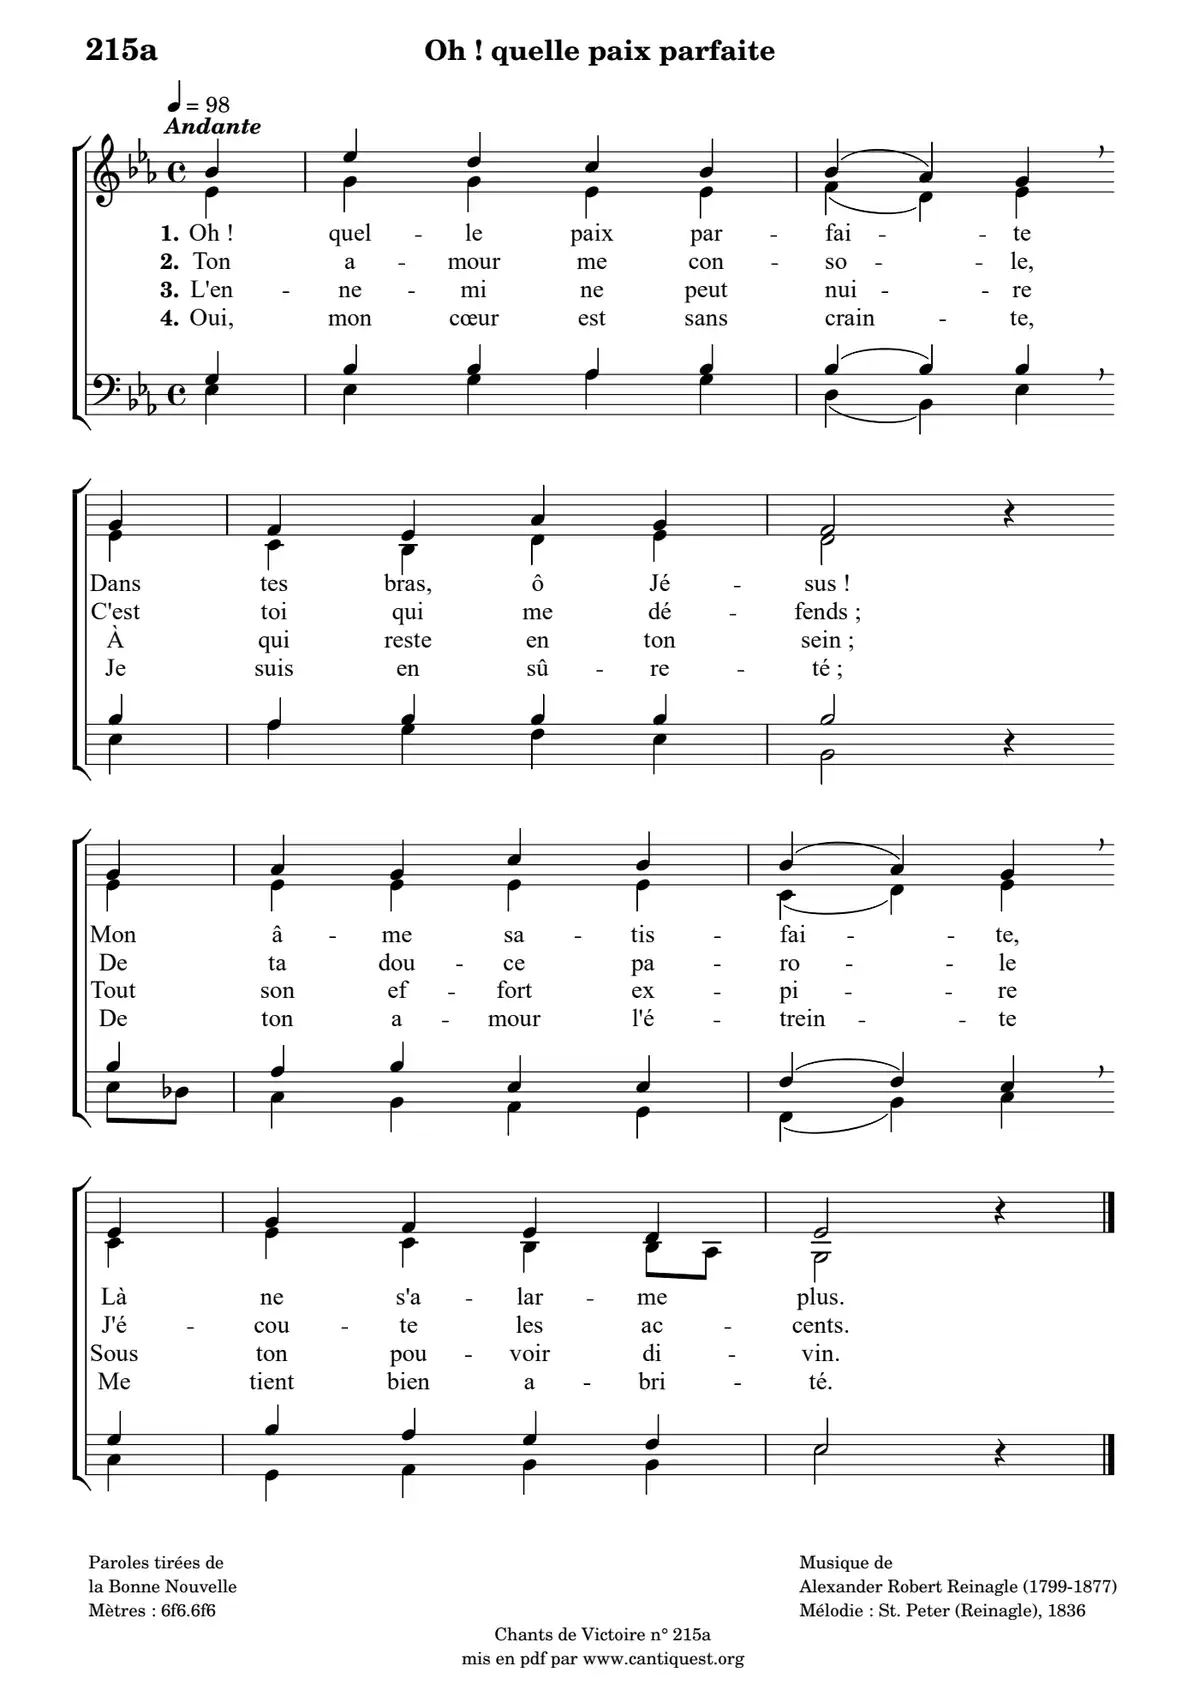 215a
Oh ! quelle paix parfaite
= 98
Andante
1. Oh ! quel - le paix par - fai - te
2. Ton a - mour me con - so - le,
3. L'en - ne - mi ne peut nui - re
4. Oui, mon cœur est sans crain - te,
Dans tes bras, ô Jé - sus !
C'est toi qui me dé - fends ;
À qui reste en ton sein ;
Je suis en sû - re - té ;
Mon â - me sa - tis - fai - te,
De ta dou - ce pa - ro - le
Tout son ef - fort ex - pi - re
De ton a - mour l'é - trein - te
Là ne s'a - lar - me plus.
J'é - cou - te les ac - cents.
Sous ton pou - voir di - vin.
Me tient bien a - bri - té.
Paroles tirées de
la Bonne Nouvelle
Mètres : 6f6.6f6
Musique de
Alexander Robert Reinagle (1799-1877)
Mélodie : St. Peter (Reinagle), 1836
Chants de Victoire n° 215a
mis en pdf par www.cantiquest.org